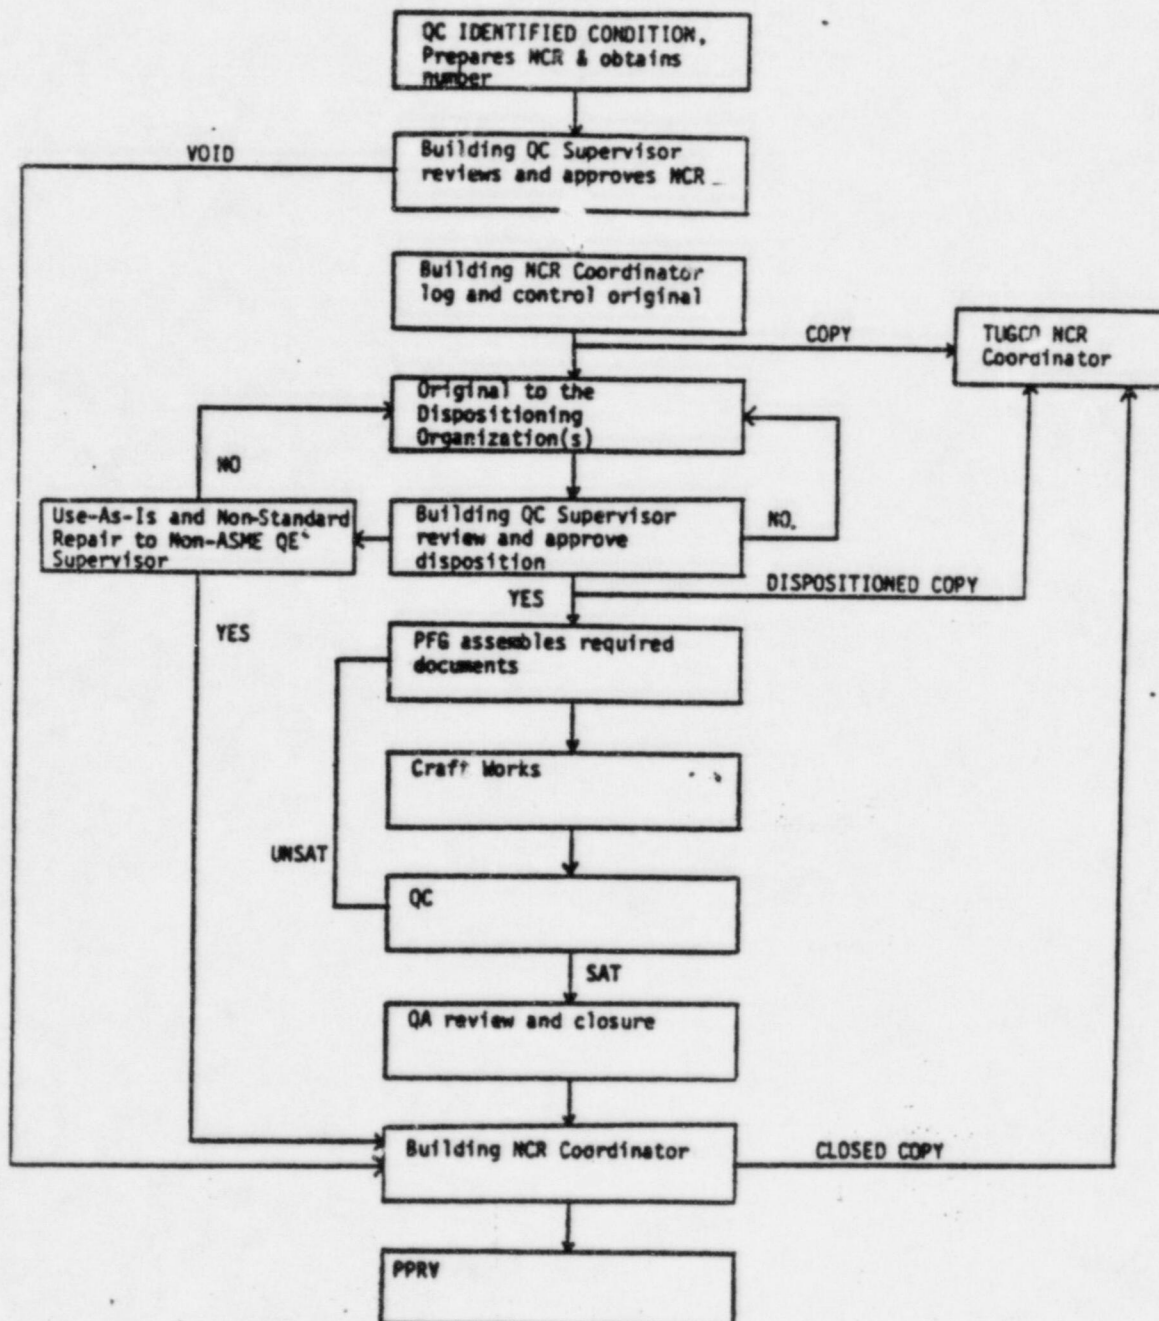 QC IDENTIFIED CONDITION,
Prepares NCR & obtains
number
VOID
Building QC Supervisor
reviews and approves NCR
Building NCR Coordinator
log and control original
COPY
TUGCO NCR
Coordinator
Original to the
Dispositioning
Organization(s)
NO
Use-As-Is and Non-Standard
Repair to Non-ASME QE
Supervisor
Building QC Supervisor
review and approve
disposition
NO.
DISPOSITIONED COPY
YES
YES
PFG assembles required
documents
Craft Works
UNSAT
QC
SAT
QA review and closure
Building NCR Coordinator
CLOSED COPY
PPRV